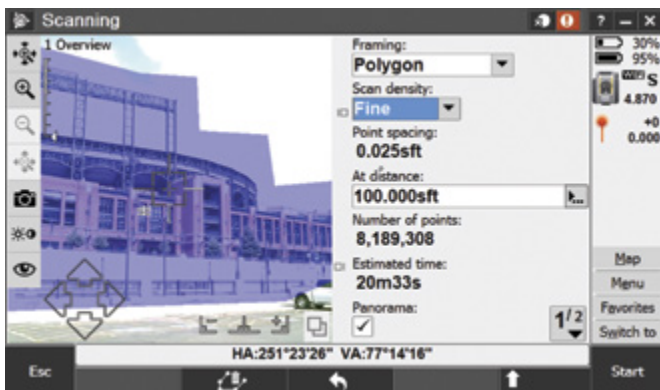 Scanning
? – ×
1 Overview
Framing:
Polygon
Scan density:
Fine
Point spacing:
0.025sft
At distance:
100.000sft
Number of points:
8,189,308
Estimated time:
20m33s
Panorama:
1/2
30%
95%
S
4.870
+0
0.000
Map
Menu
Favorites
Switch to
HA:251°23'26" VA:77°14'16"
Esc
Start